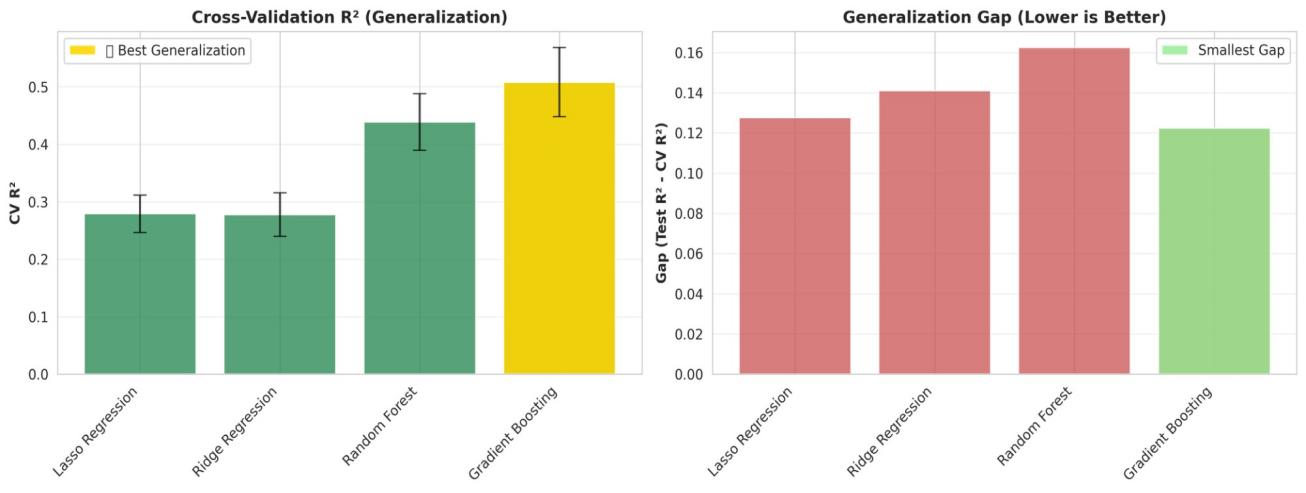 Cross-Validation R² (Generalization)
Best Generalization
CV R²
0.5
0.4
0.3
0.2
0.1
0.0
Lasso Regression
Ridge Regression
Random Forest
Gradient Boosting
Generalization Gap (Lower is Better)
Smallest Gap
Gap (Test R² - CV R²)
0.16
0.14
0.12
0.10
0.08
0.06
0.04
0.02
0.00
Lasso Regression
Ridge Regression
Random Forest
Gradient Boosting